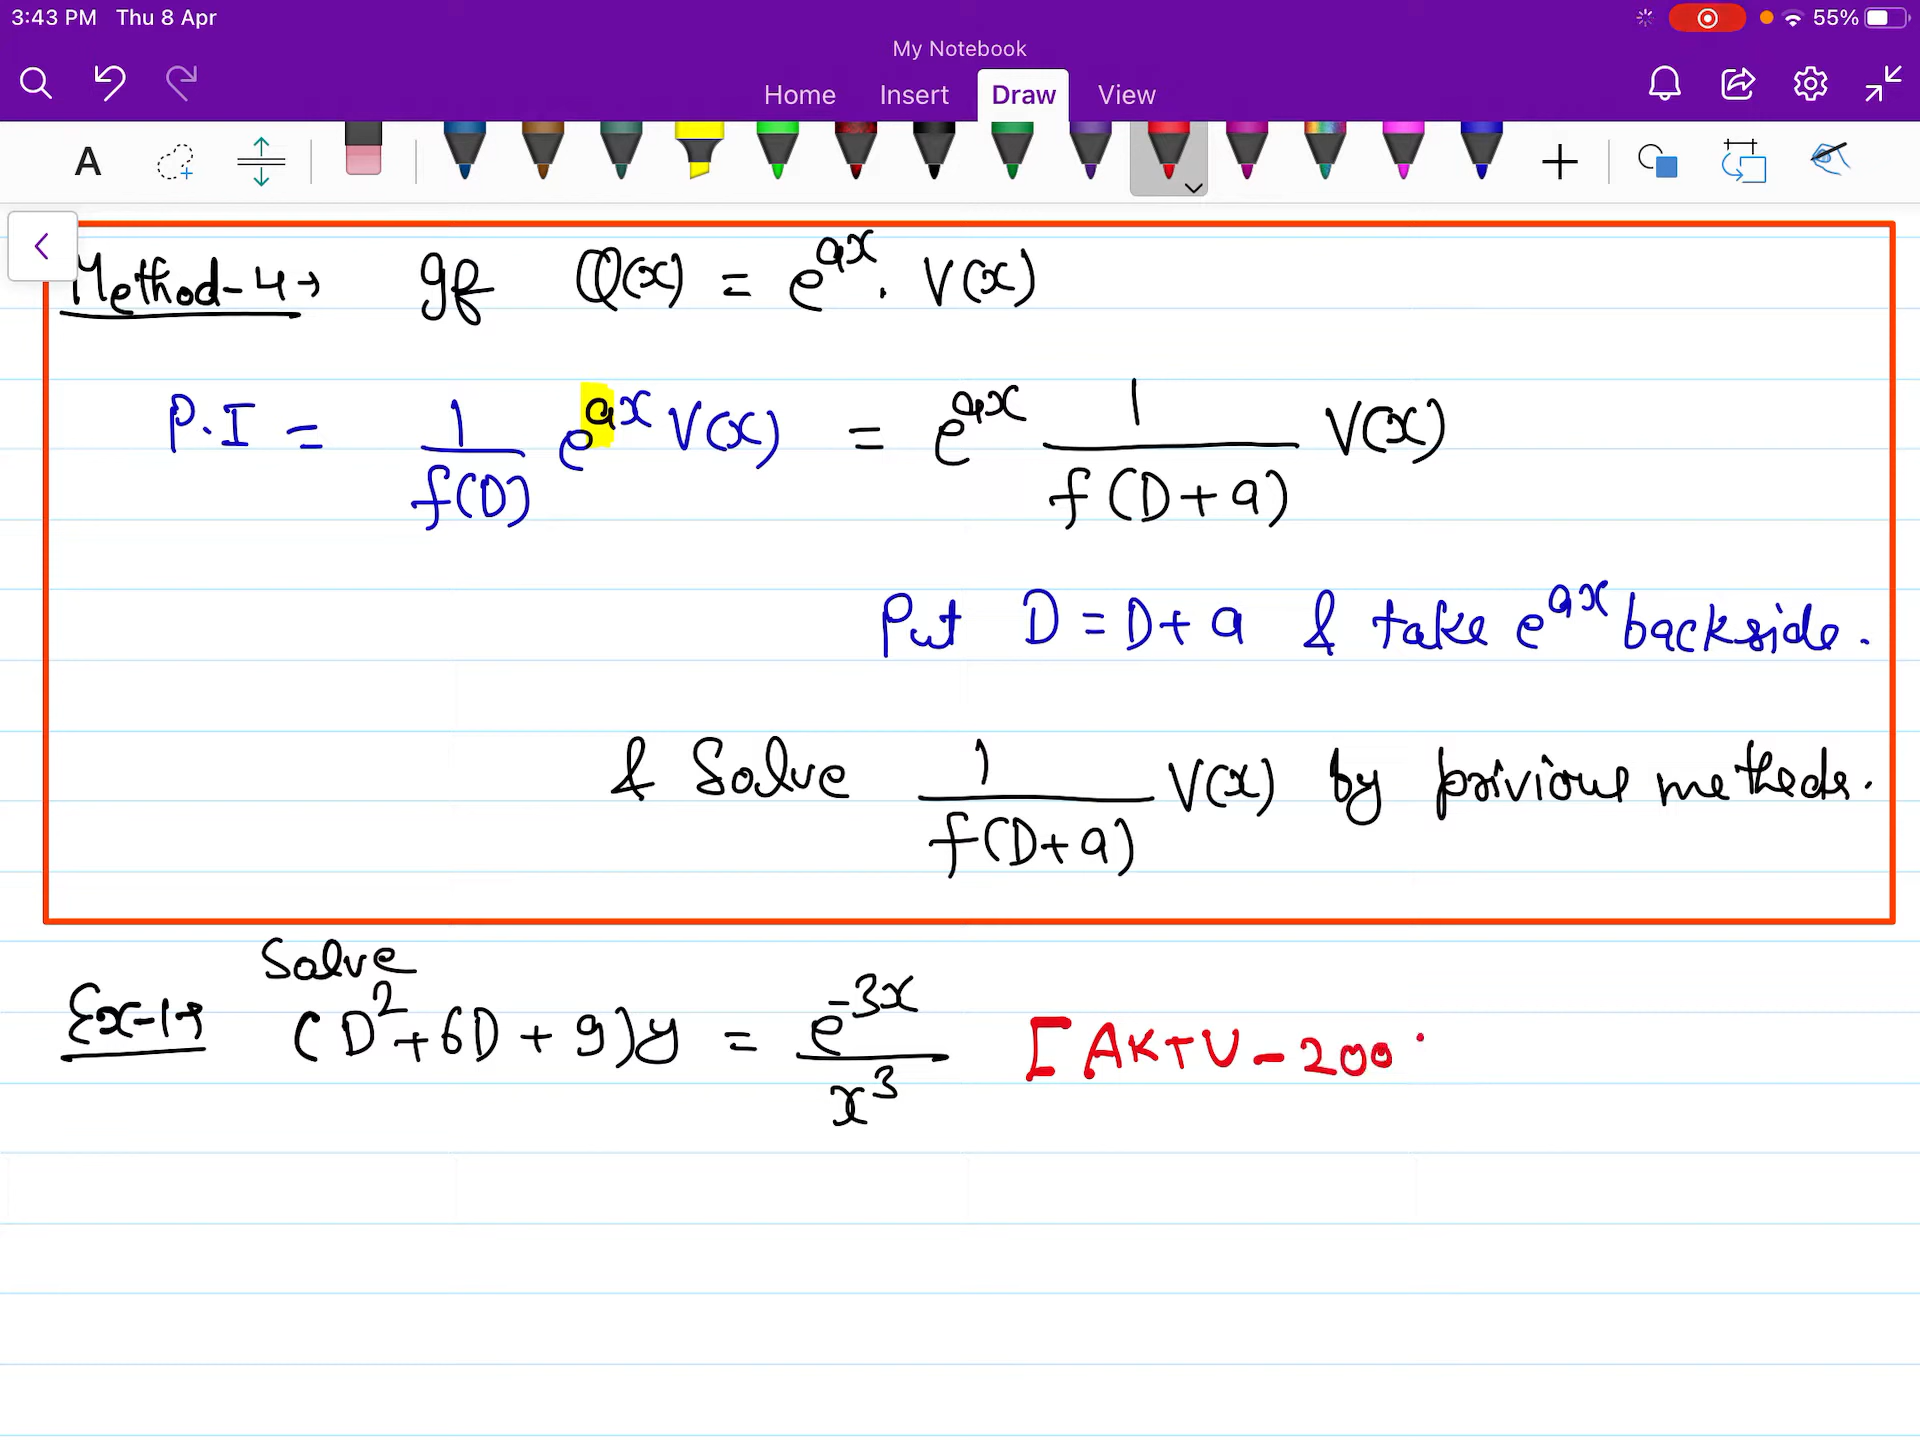 3:43 PM Thu 8 Apr
55%
My Notebook
Home Insert Draw View
A
Method-4→ If Q(x) = e^{ax} . V(x)
P.I = 1/f(D) e^{ax} V(x) = e^{ax} 1/f(D+a) V(x)
Put D = D+a & take e^{ax} backside.
& Solve 1/f(D+a) V(x) by privious methods.
Solve
Ex-1→ (D²+6D+9)y = e^{-3x}/x³ [AKTU-200